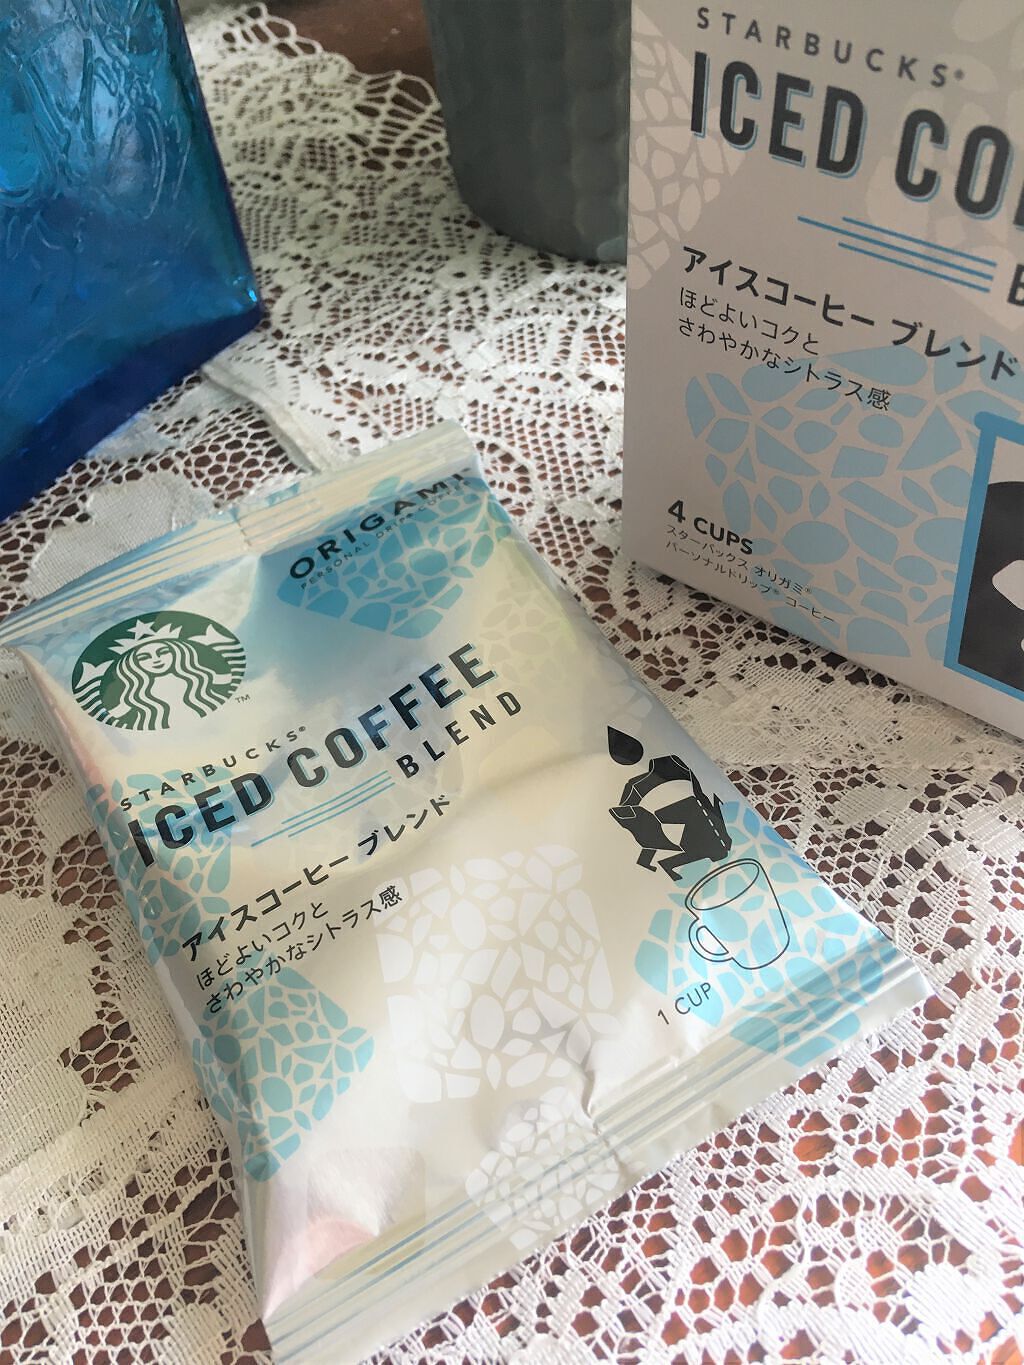 STARBUCKS®
ICED CO
B
アイスコーヒー ブレンド
ほどよいコクと
さわやかなシトラス感
4 CUPS
スターバックス オリガミ®
パーソナルドリップ® コーヒー
ORIGAMI
PERSONAL DRIP COFFEE
TM
STARBUCKS®
ICED COFFEE
BLEND
アイスコーヒー ブレンド
ほどよいコクと
さわやかなシトラス感
1 CUP